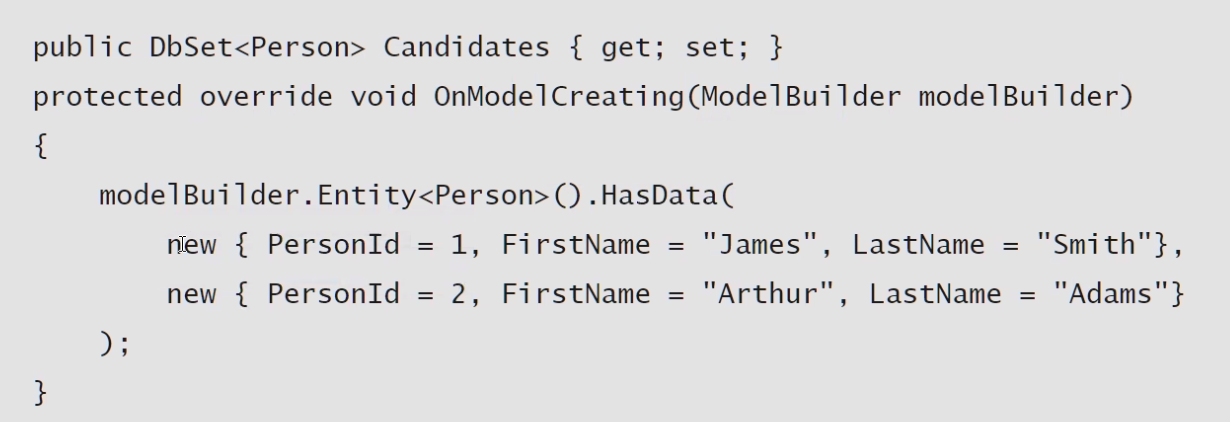 public DbSet<Person> Candidates { get; set; }
protected override void OnModelCreating(ModelBuilder modelBuilder)
{
    modelBuilder.Entity<Person>().HasData(
        new { PersonId = 1, FirstName = "James", LastName = "Smith"},
        new { PersonId = 2, FirstName = "Arthur", LastName = "Adams"}
    );
}